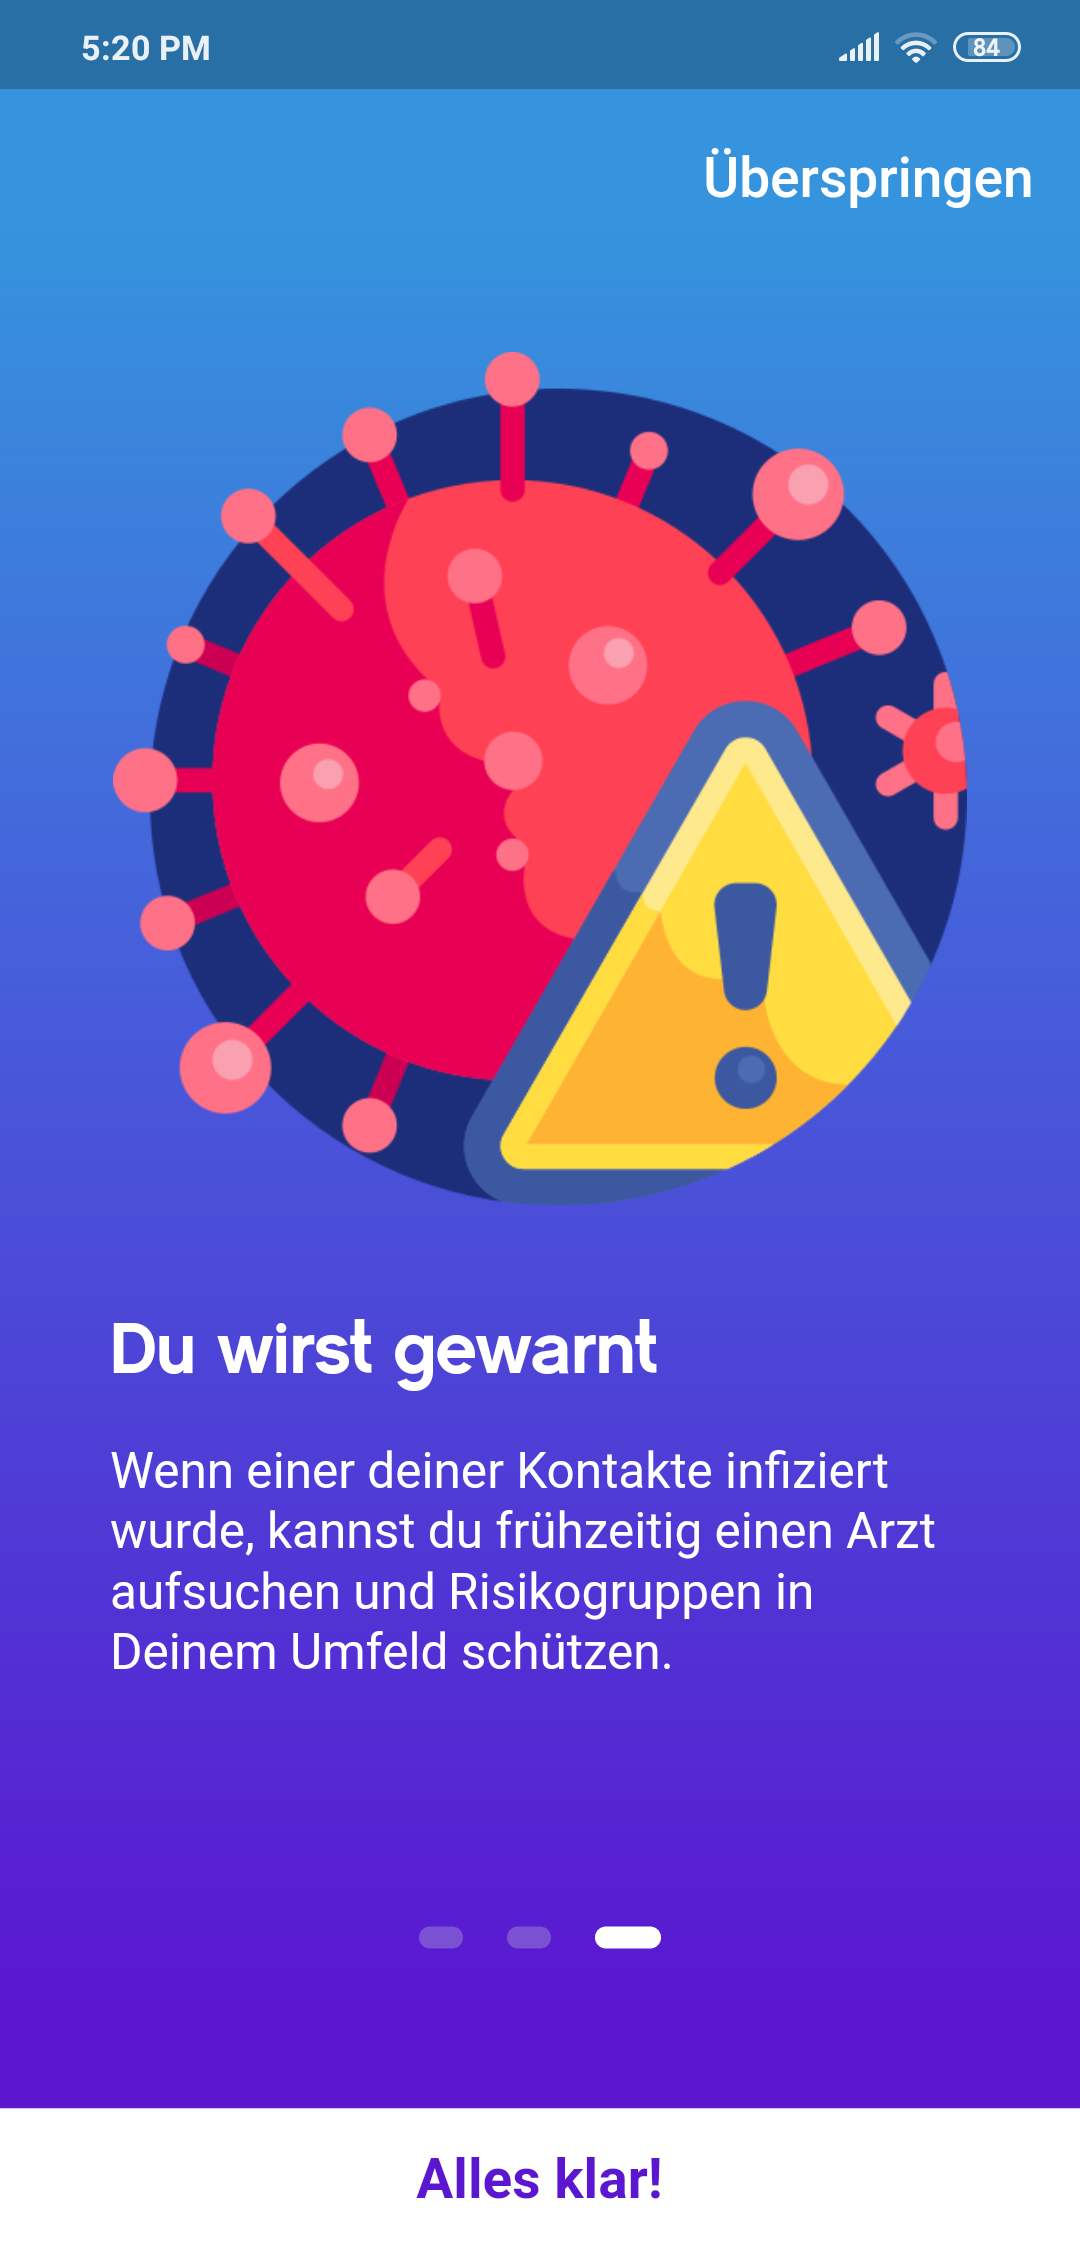 5:20 PM
84
Überspringen
Du wirst gewarnt
Wenn einer deiner Kontakte infiziert
wurde, kannst du frühzeitig einen Arzt
aufsuchen und Risikogruppen in
Deinem Umfeld schützen.
Alles klar!